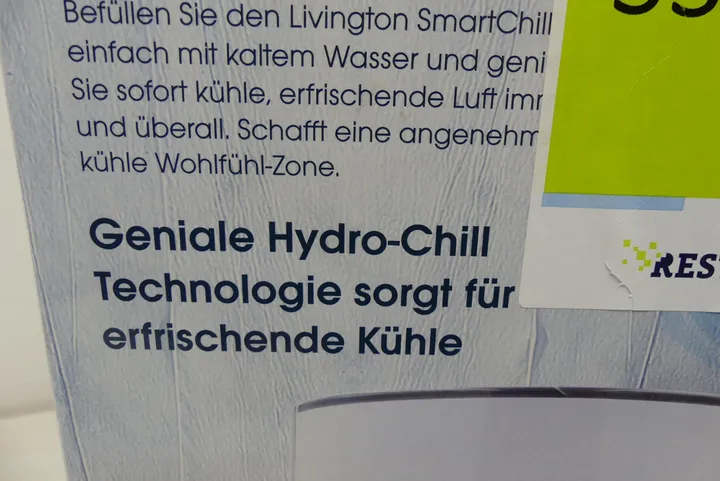 Befüllen Sie den Livington SmartChill
einfach mit kaltem Wasser und geni
Sie sofort kühle, erfrischende Luft imr
und überall. Schafft eine angenehm
kühle Wohlfühl-Zone.
Geniale Hydro-Chill
Technologie sorgt für
erfrischende Kühle
RES